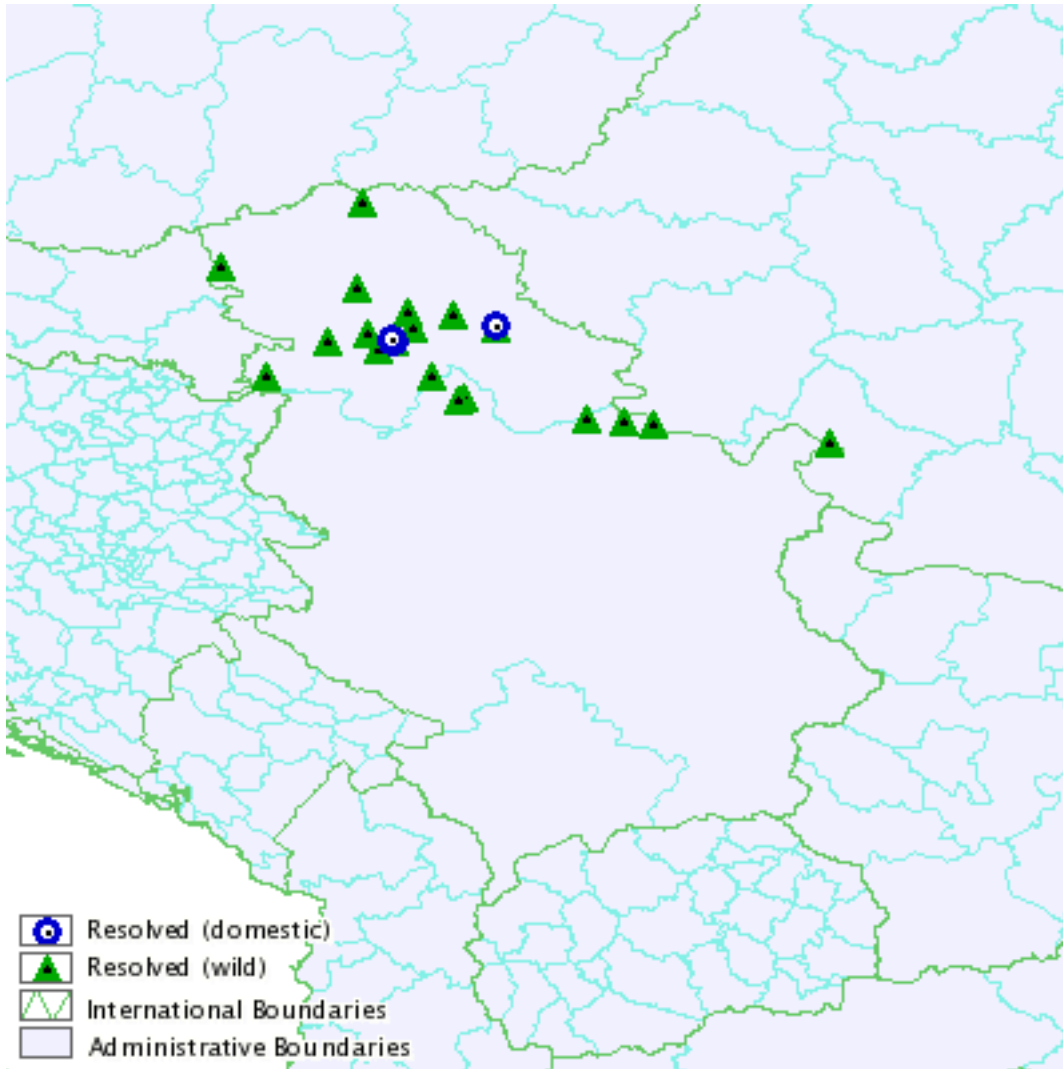 Resolved (domestic)
Resolved (wild)
International Boundaries
Administrative Boundaries